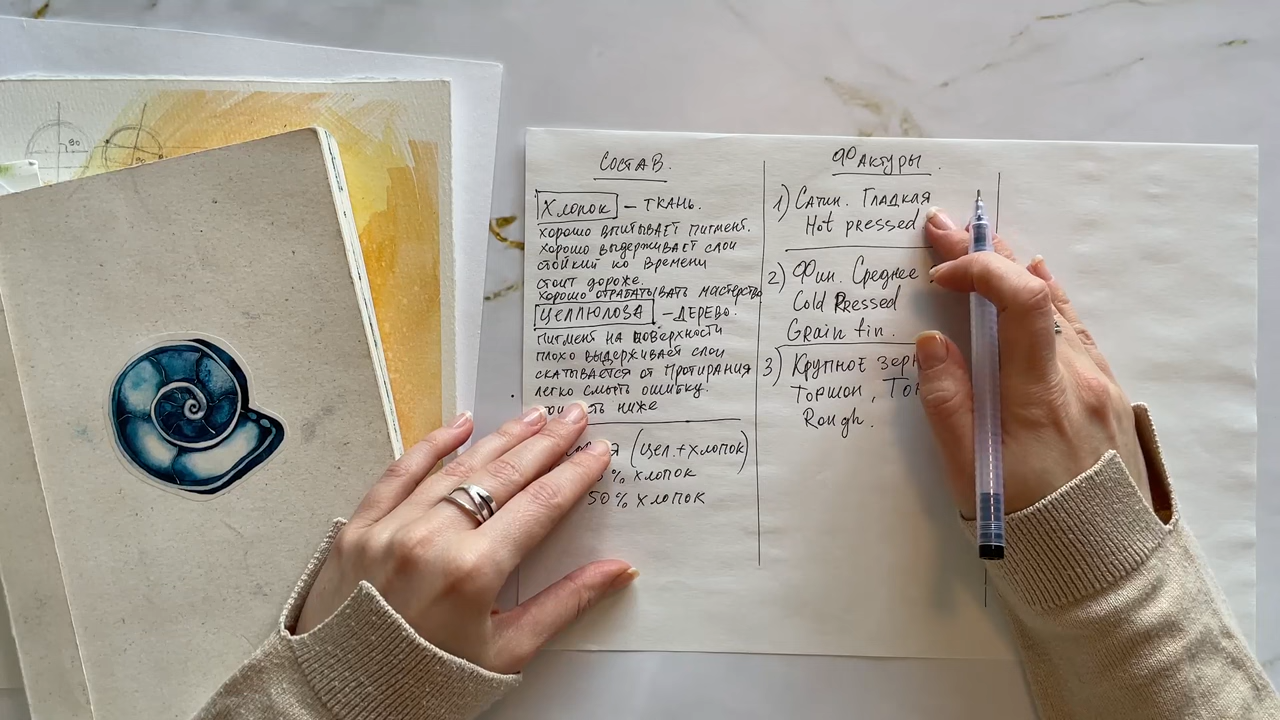 80
СОСТАВ.
Хлопок – ТКАНЬ.
хорошо впитывает пигмент.
хорошо выдерживает слои
стойкий ко времени
стоит дороже.
хорошо отрабатывать мастерство
ЦЕЛЛЮЛОЗА – ДЕРЕВО.
пигмент на поверхности
плохо выдерживает слои
скатывается от протирания
легко смыть ошибку.
ниже
(цел.+хлопок)
% хлопок
50% хлопок
ФАКТУРЫ.
1) Сатин. Гладкая
Hot pressed
2) Фин. Среднее
Cold Pressed
Grain fin.
3) Крупное
Торшон,
Rough.